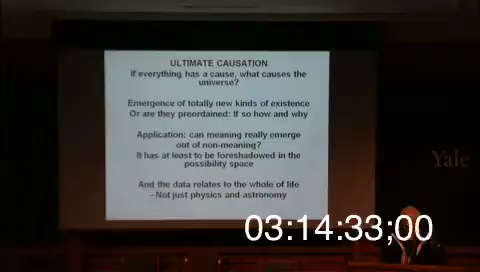 ULTIMATE CAUSATION
If everything has a cause, what causes the
universe?
Emergence of totally new kinds of existence
Or are they preordained: If so how and why
Application: can meaning really emerge
out of non-meaning?
It has at least to be foreshadowed in the
possibility space
And the data relates to the whole of life
- Not just physics and astronomy
Yale
03:14:33;00